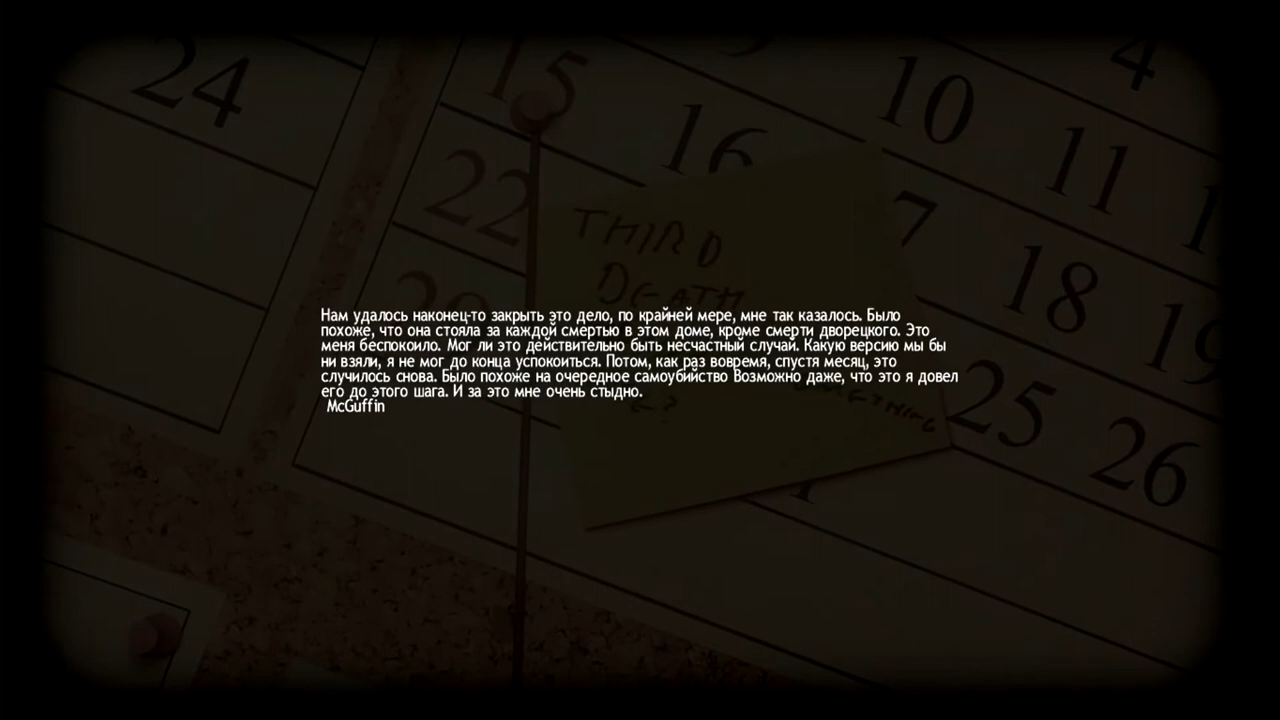 24
15
9
4
16
10
11
22
THIRD
7
18
DEATH
19
Нам удалось наконец-то закрыть это дело, по крайней мере, мне так казалось. Было
похоже, что она стояла за каждой смертью в этом доме, кроме смерти дворецкого. Это
меня беспокоило. Мог ли это действительно быть несчастный случай. Какую версию мы бы
ни взяли, я не мог до конца успокоиться. Потом, как раз вовремя, спустя месяц, это
случилось снова. Было похоже на очередное самоубийство Возможно даже, что это я довел
его до этого шага. И за это мне очень стыдно.
McGuffin
25
26